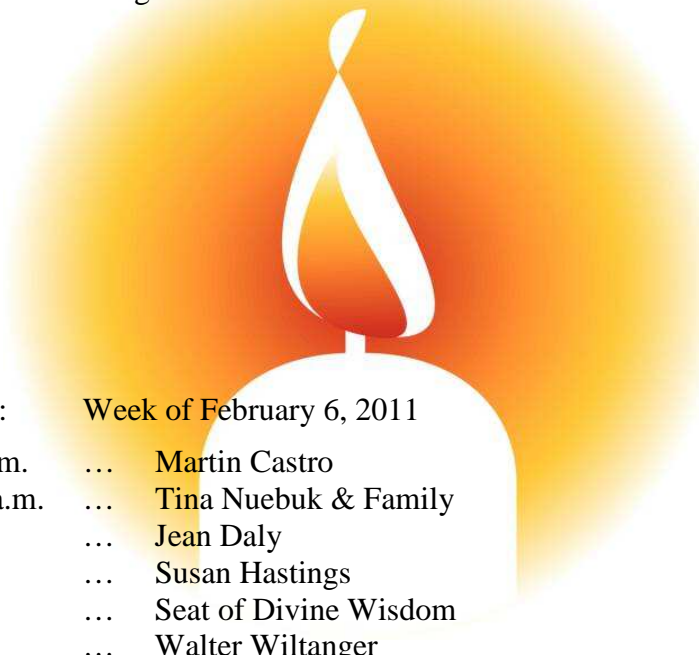 : Week of February 6, 2011
m. … Martin Castro
a.m. … Tina Nuebuk & Family
… Jean Daly
… Susan Hastings
… Seat of Divine Wisdom
… Walter Wiltanger